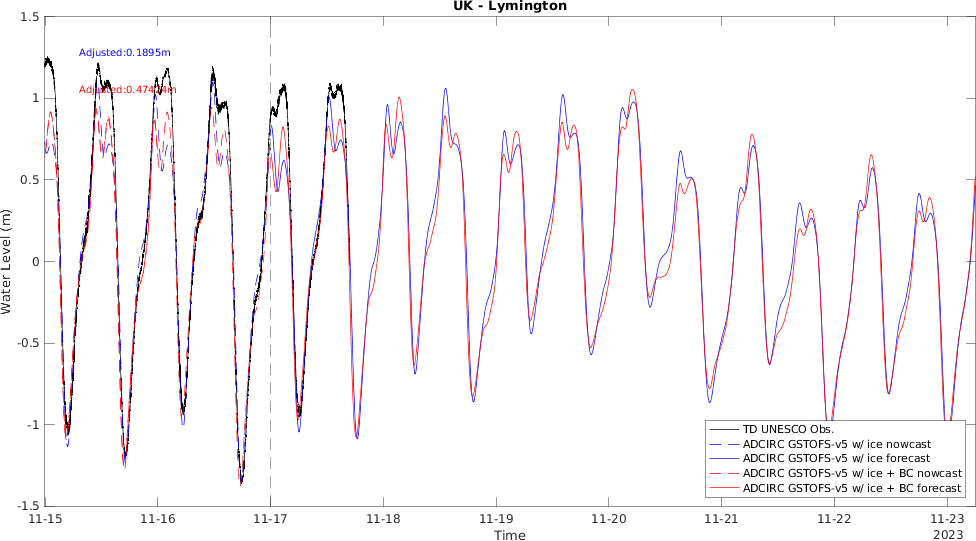 UK - Lymington
1.5
1
0.5
0
-0.5
-1
-1.5
Water Level (m)
Adjusted:0.1895m
TD UNESCO Obs.
ADCIRC GSTOFS-v5 w/ ice nowcast
ADCIRC GSTOFS-v5 w/ ice forecast
ADCIRC GSTOFS-v5 w/ ice + BC nowcast
ADCIRC GSTOFS-v5 w/ ice + BC forecast
11-15 11-16 11-17 11-18 11-19 11-20 11-21 11-22 11-23
2023
Time